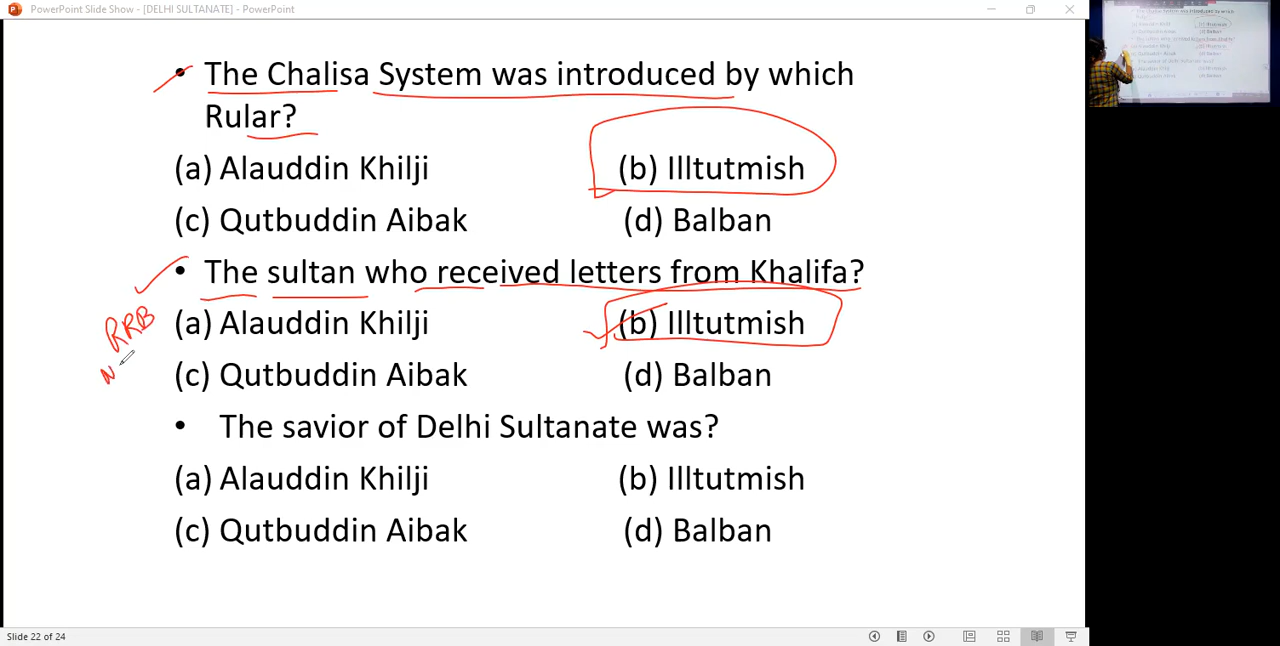 PowerPoint Slide Show - [DELHI SULTANATE] - PowerPoint
• The Chalisa System was introduced by which
Rular?
(a) Alauddin Khilji (b) Illtutmish
(c) Qutbuddin Aibak (d) Balban
• The sultan who received letters from Khalifa?
RRB
(a) Alauddin Khilji (b) Illtutmish
N
(c) Qutbuddin Aibak (d) Balban
• The savior of Delhi Sultanate was?
(a) Alauddin Khilji (b) Illtutmish
(c) Qutbuddin Aibak (d) Balban
Slide 22 of 24